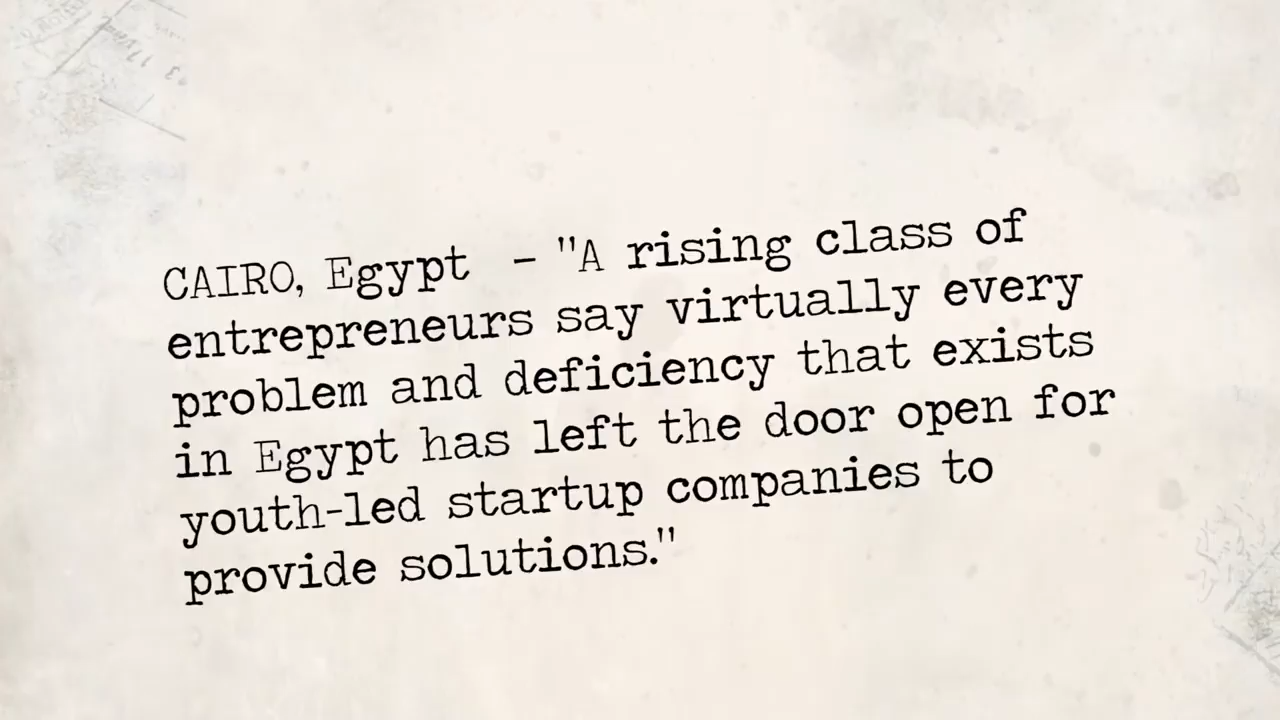 CAIRO, Egypt - "A rising class of
entrepreneurs say virtually every
problem and deficiency that exists
in Egypt has left the door open for
youth-led startup companies to
provide solutions."